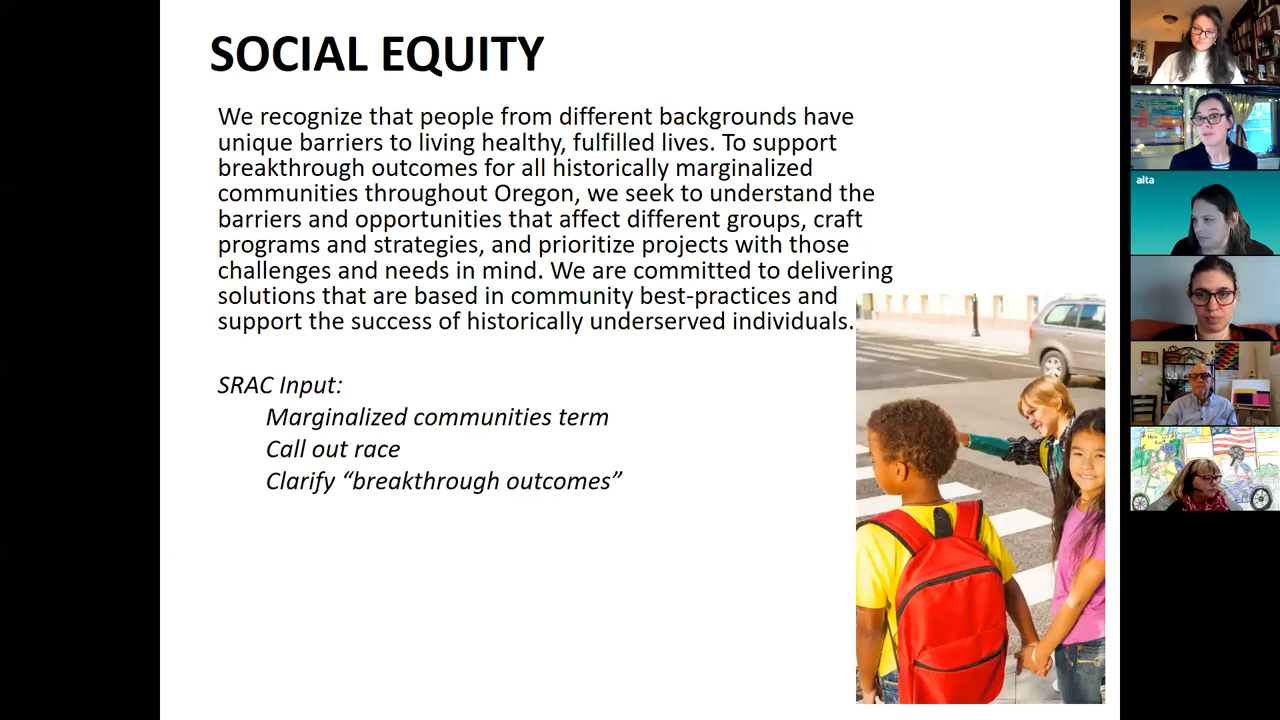 SOCIAL EQUITY
We recognize that people from different backgrounds have
unique barriers to living healthy, fulfilled lives. To support
breakthrough outcomes for all historically marginalized
communities throughout Oregon, we seek to understand the
barriers and opportunities that affect different groups, craft
programs and strategies, and prioritize projects with those
challenges and needs in mind. We are committed to delivering
solutions that are based in community best-practices and
support the success of historically underserved individuals.
SRAC Input:
Marginalized communities term
Call out race
Clarify “breakthrough outcomes”
alta